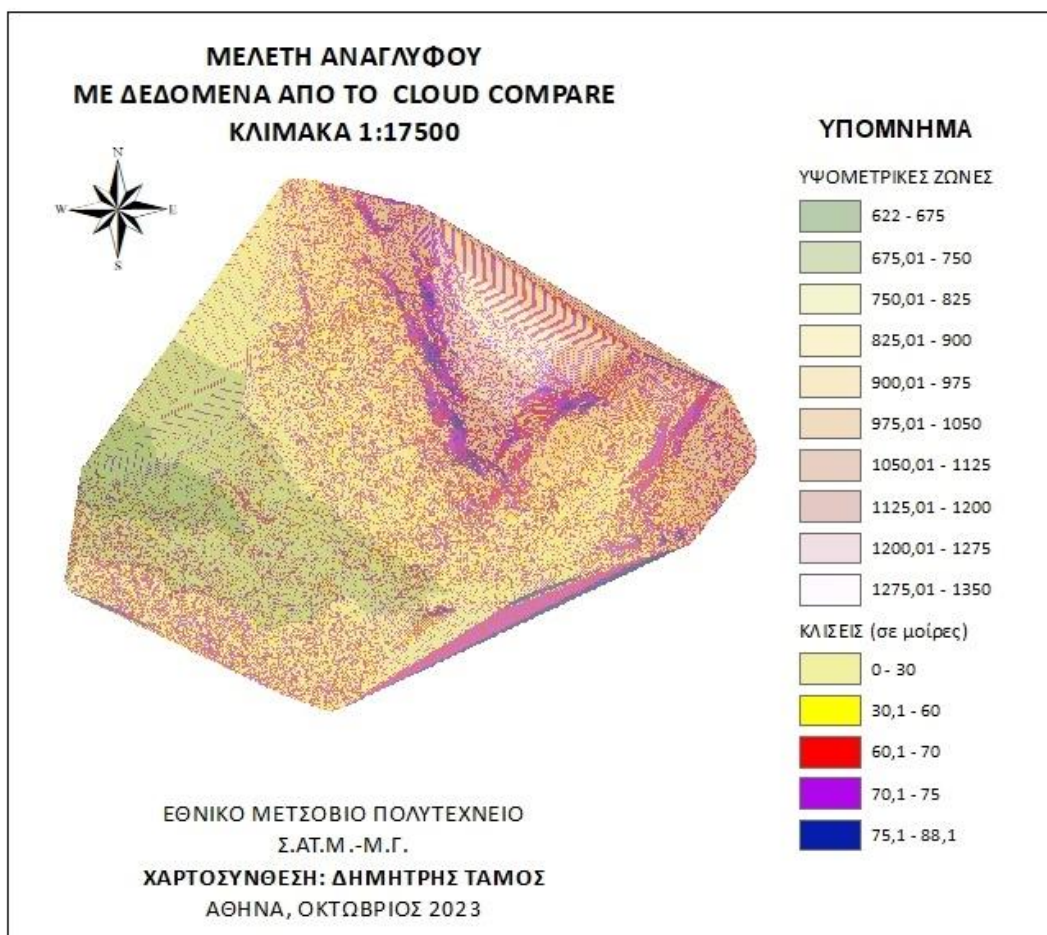 ΜΕΛΕΤΗ ΑΝΑΓΛΥΦΟΥ
ΜΕ ΔΕΔΟΜΕΝΑ ΑΠΟ ΤΟ CLOUD COMPARE
ΚΛΙΜΑΚΑ 1:17500
N
W
E
S
ΥΠΟΜΝΗΜΑ
ΥΨΟΜΕΤΡΙΚΕΣ ΖΩΝΕΣ
622 - 675
675,01 - 750
750,01 - 825
825,01 - 900
900,01 - 975
975,01 - 1050
1050,01 - 1125
1125,01 - 1200
1200,01 - 1275
1275,01 - 1350
ΚΛΙΣΕΙΣ (σε μοίρες)
0 - 30
30,1 - 60
60,1 - 70
70,1 - 75
75,1 - 88,1
ΕΘΝΙΚΟ ΜΕΤΣΟΒΙΟ ΠΟΛΥΤΕΧΝΕΙΟ
Σ.ΑΤ.Μ.-Μ.Γ.
ΧΑΡΤΟΣΥΝΘΕΣΗ: ΔΗΜΗΤΡΗΣ ΤΑΜΟΣ
ΑΘΗΝΑ, ΟΚΤΩΒΡΙΟΣ 2023